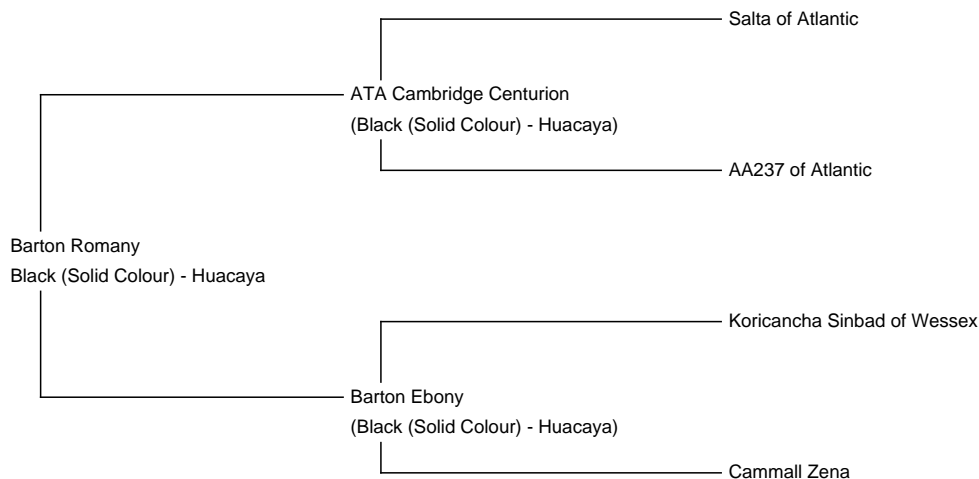 Salta of Atlantic
ATA Cambridge Centurion
(Black (Solid Colour) - Huacaya)
AA237 of Atlantic
Barton Romany
Black (Solid Colour) - Huacaya
Koricancha Sinbad of Wessex
Barton Ebony
(Black (Solid Colour) - Huacaya)
Cammall Zena